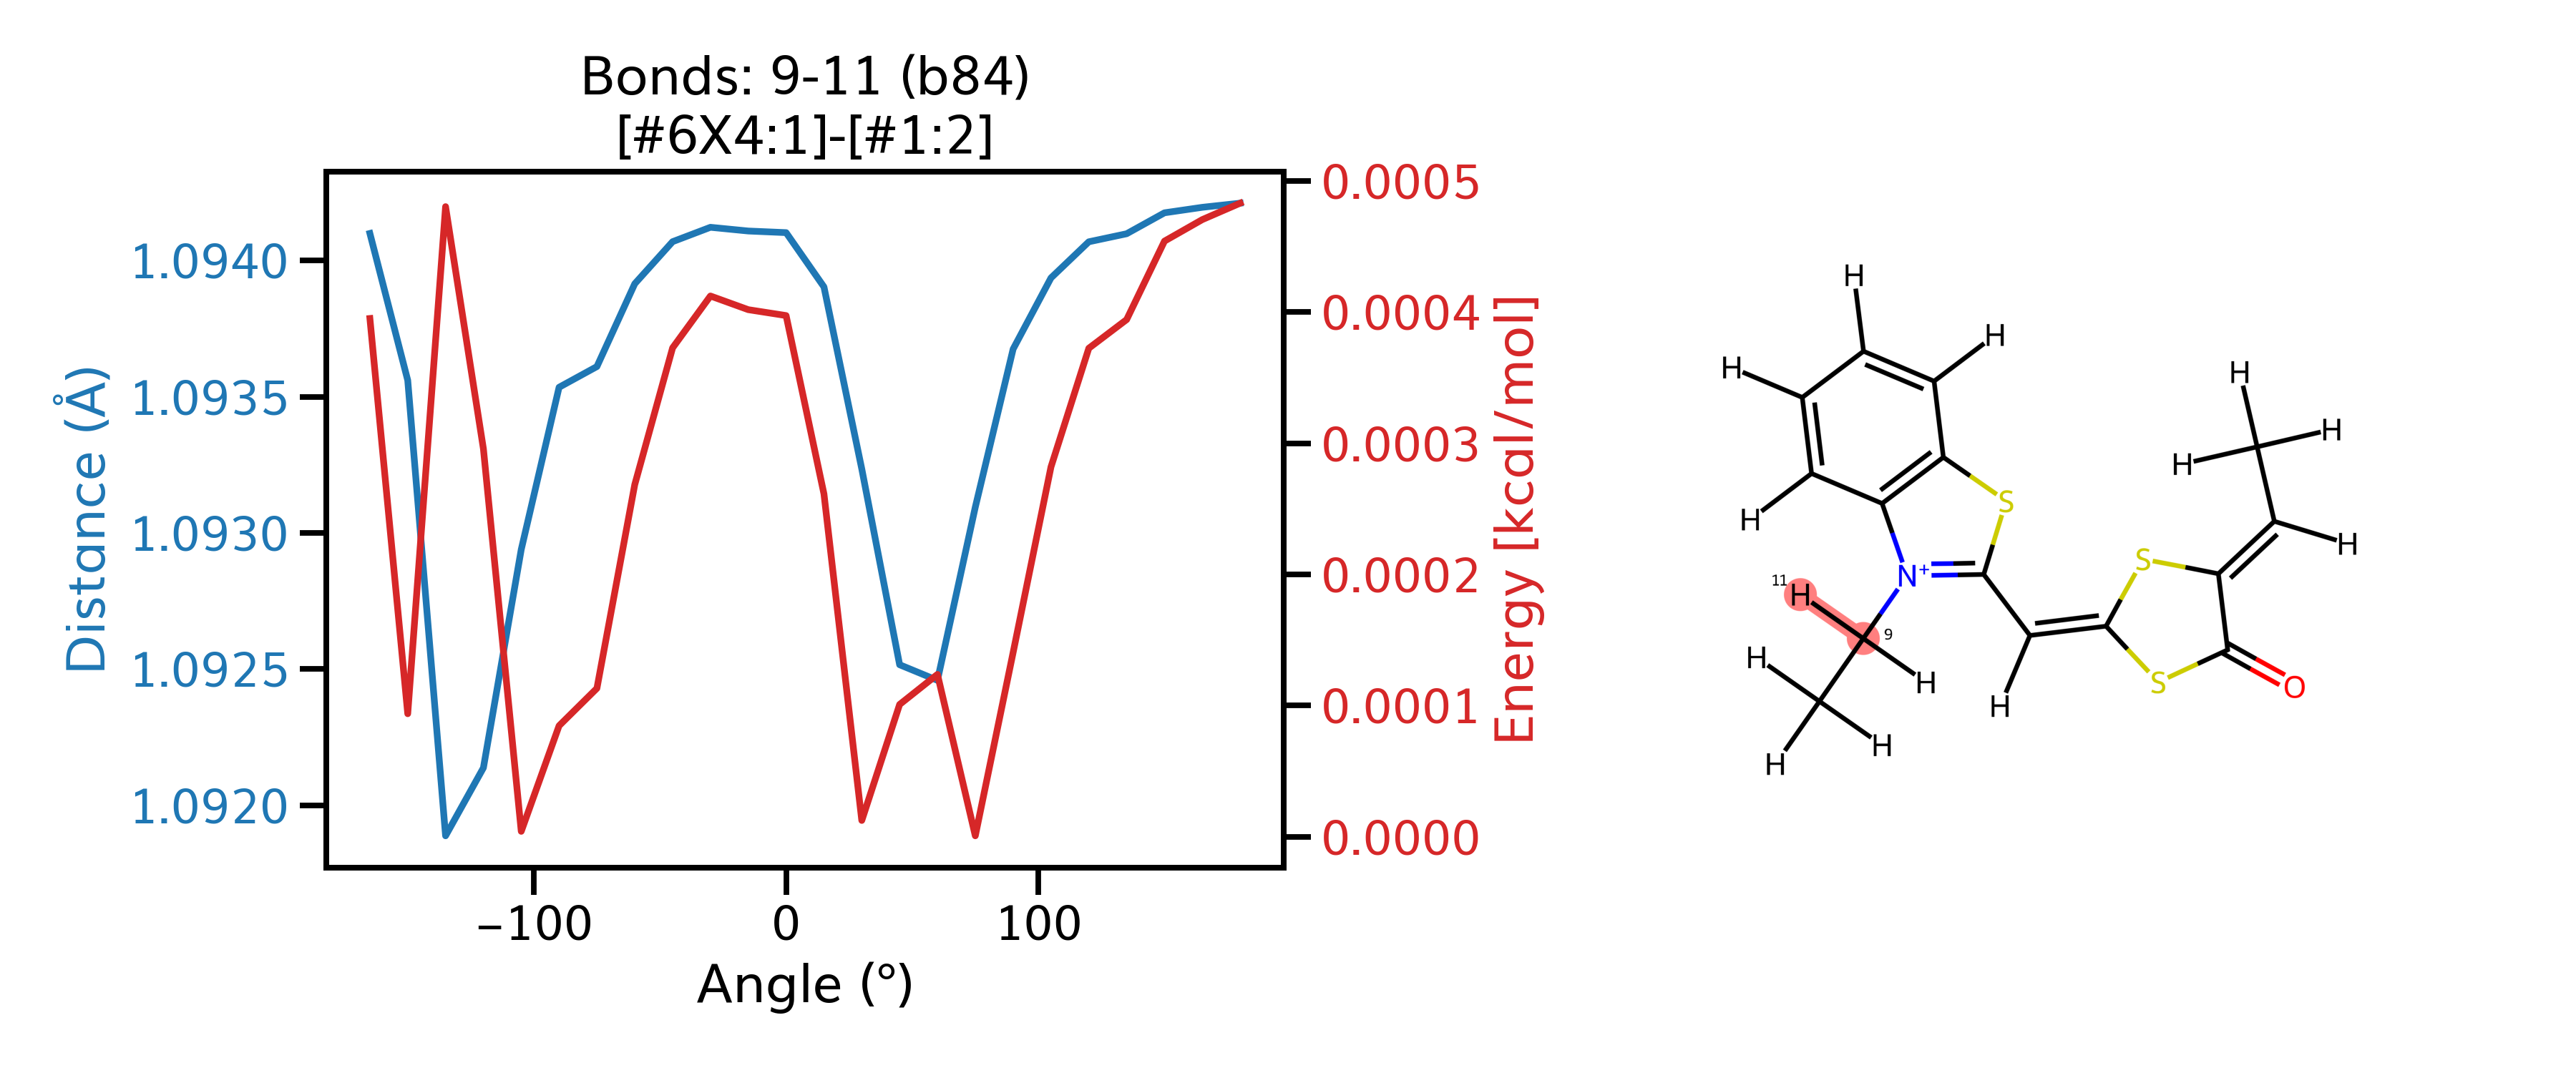 Bonds: 9-11 (b84)
[#6X4:1]-[#1:2]
Distance (Å)
1.0940
1.0935
1.0930
1.0925
1.0920
0.0005
0.0004
0.0003
0.0002
0.0001
0.0000
Energy [kcal/mol]
−100 0 100
Angle (°)
H
H
H
H
H
H
H
S
H
S
H
N⁺
11
H
9
H
H
S
O
H
H
H